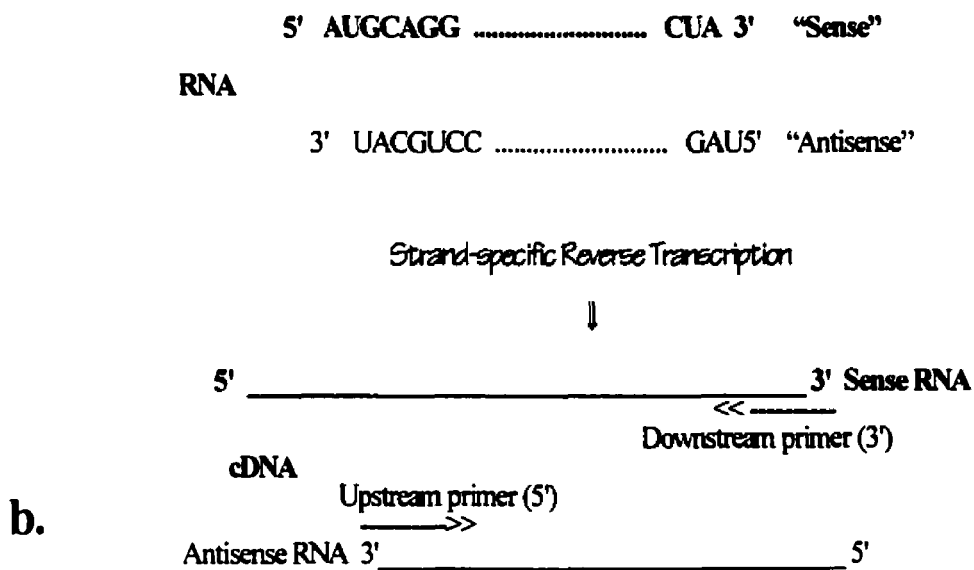 5' AUGCAGG ............................ CUA 3' “Sense”
RNA
3' UACGUCC ............................ GAU5' “Antisense”
Strand-specific Reverse Transcription
5' 3' Sense RNA
<< 
Downstream primer (3')
cDNA
Upstream primer (5')
>>
b.
Antisense RNA 3' 5'